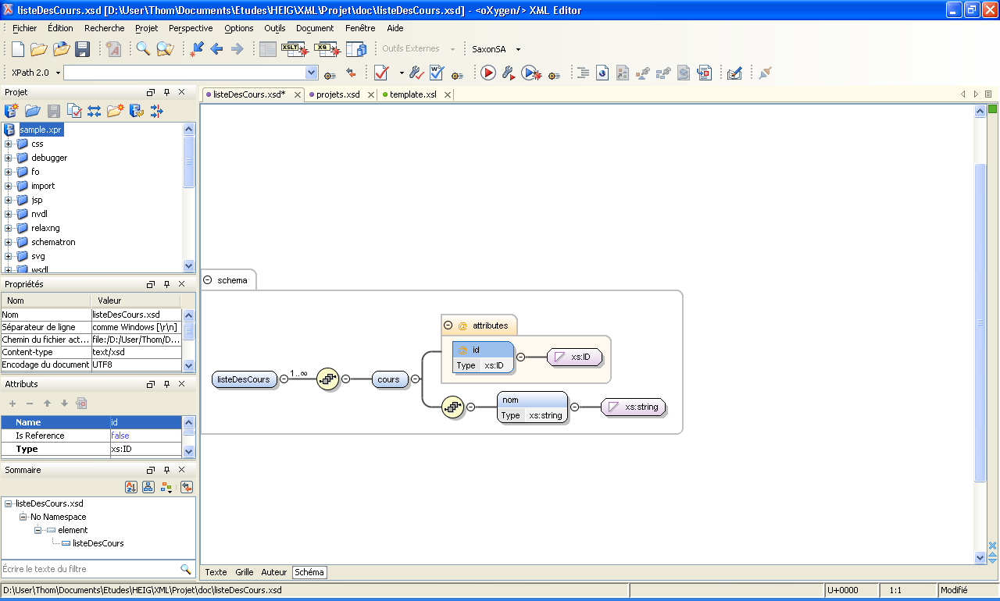 listeDesCours.xsd [D:\User\Thom\Documents\Etudes\HEIG\XML\Projet\doc\listeDesCours.xsd] - <oXygen/> XML Editor
Fichier Édition Recherche Projet Perspective Options Outils Document Fenêtre Aide
XSLT XQ Outils Externes SaxonSA
XPath 2.0
Projet
listeDesCours.xsd* projets.xsd template.xsl
sample.xpr
css
debugger
fo
import
jsp
nvdl
relaxng
schematron
svg
wsdl
Propriétés
Nom Valeur
Nom listeDesCours.xsd
Séparateur de ligne comme Windows [\r\n]
Chemin du fichier act... file:/D:/User/Thom/D...
Content-type text/xsd
Encodage du document UTF8
Attributs
Name id
Is Reference false
Type xs:ID
Sommaire
listeDesCours.xsd
No Namespace
element
listeDesCours
Écrire le texte du filtre
schema
@ attributes
@ id
Type xs:ID
xs:ID
listeDesCours
1..∞
cours
nom
Type xs:string
xs:string
Texte Grille Auteur Schéma
D:\User\Thom\Documents\Etudes\HEIG\XML\Projet\doc\listeDesCours.xsd U+0000 1:1 Modifié